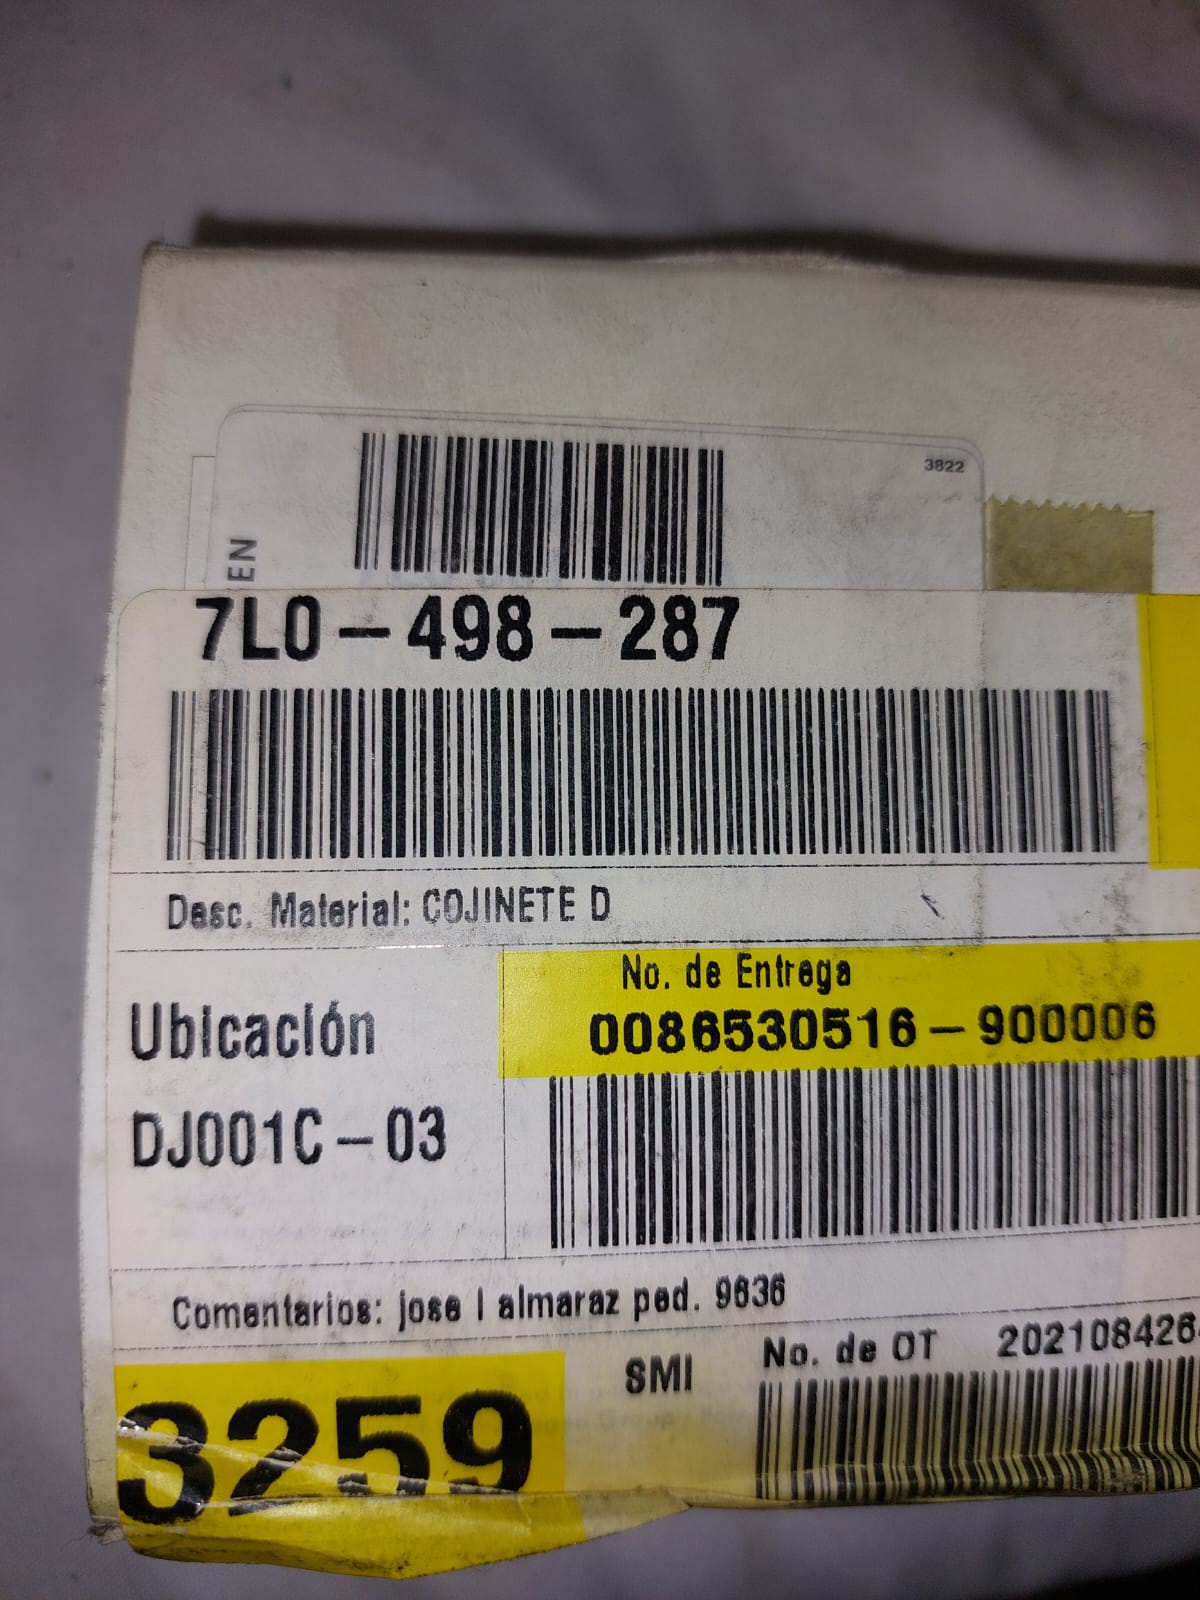 3822
EN
7L0-498-287
Desc. Material: COJINETE D
No. de Entrega
Ubicación
0086530516-900006
DJ001C-03
Comentarios: jose l almaraz ped. 9636
SMI
No. de OT 202108426
3259